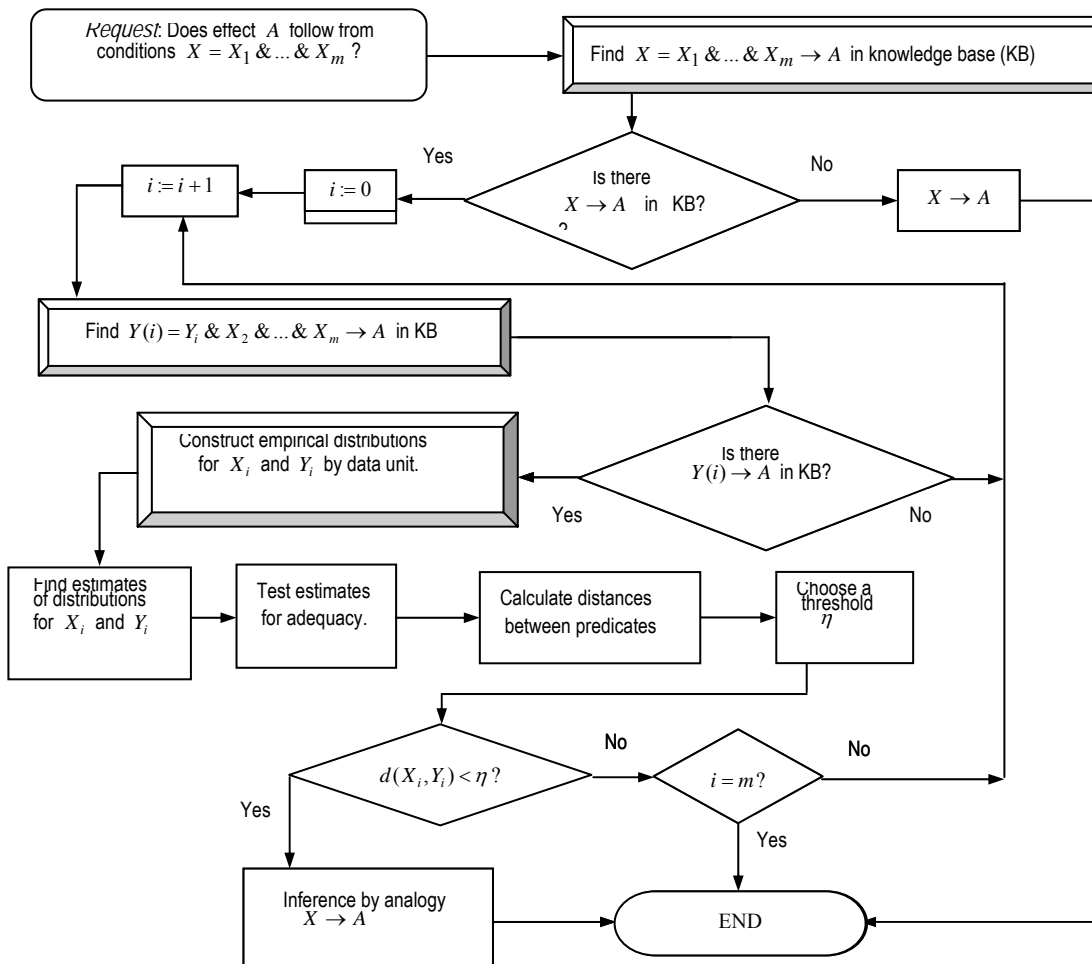 Request: Does effect A follow from
conditions X = X₁ & ... & Xₘ ?
Find X = X₁ & ... & Xₘ → A in knowledge base (KB)
Yes
Is there
X → A in KB?
?
No
i := i + 1
i := 0
X → A
Find Y(i) = Yᵢ & X₂ & ... & Xₘ → A in KB
Construct empirical distributions
for Xᵢ and Yᵢ by data unit.
Is there
Y(i) → A in KB?
Yes
No
Find estimates
of distributions
for Xᵢ and Yᵢ
Test estimates
for adequacy.
Calculate distances
between predicates
Choose a
threshold
η
d(Xᵢ, Yᵢ) < η ?
No
i = m ?
No
Yes
Yes
Inference by analogy
X → A
END